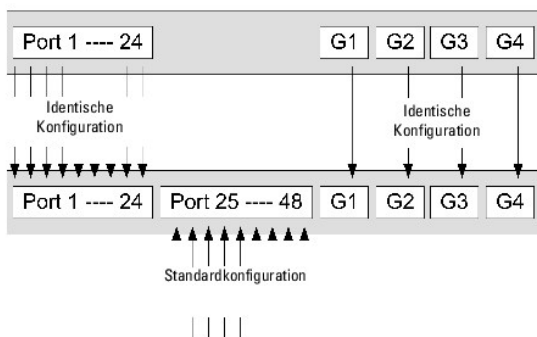 Port 1 ---- 24 G1 G2 G3 G4
Identische
Konfiguration
Identische
Konfiguration
Port 1 ---- 24 Port 25 ---- 48 G1 G2 G3 G4
Standardkonfiguration